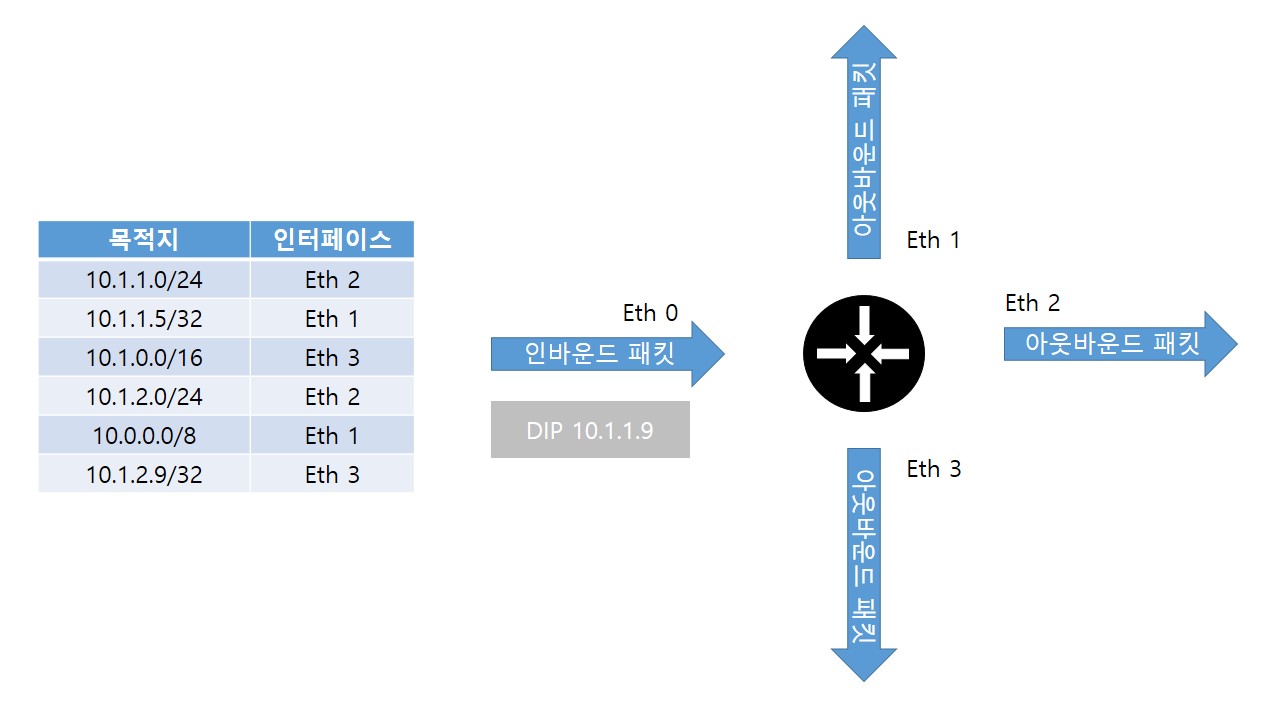 목적지 인터페이스
10.1.1.0/24 Eth 2
10.1.1.5/32 Eth 1
10.1.0.0/16 Eth 3
10.1.2.0/24 Eth 2
10.0.0.0/8 Eth 1
10.1.2.9/32 Eth 3
Eth 0
인바운드 패킷
DIP 10.1.1.9
아웃바운드 패킷
Eth 1
Eth 2
아웃바운드 패킷
Eth 3
아웃바운드 패킷